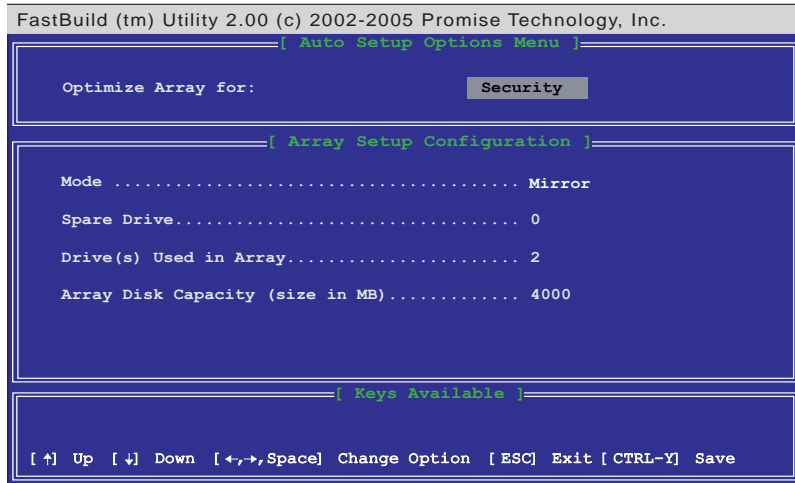 FastBuild (tm) Utility 2.00 (c) 2002-2005 Promise Technology, Inc.
[ Auto Setup Options Menu ]
Optimize Array for: Security
[ Array Setup Configuration ]
Mode ........................................ Mirror
Spare Drive.................................. 0
Drive(s) Used in Array....................... 2
Array Disk Capacity (size in MB)............. 4000
[ Keys Available ]
[ ↑] Up [ ↓] Down [ ←,→,Space] Change Option [ ESC] Exit [ CTRL-Y] Save